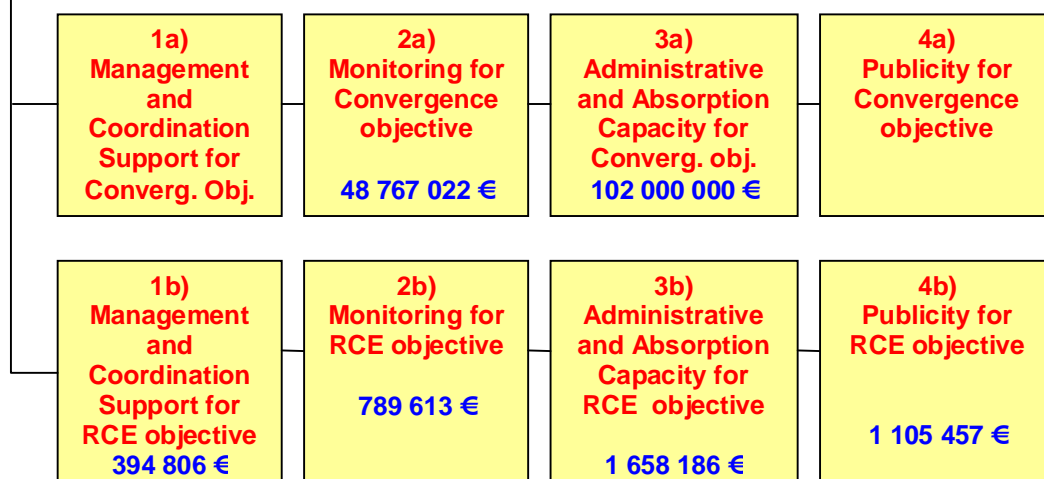 1a)
Management
and
Coordination
Support for
Converg. Obj.
2a)
Monitoring for
Convergence
objective
48 767 022 €
3a)
Administrative
and Absorption
Capacity for
Converg. obj.
102 000 000 €
4a)
Publicity for
Convergence
objective
1b)
Management
and
Coordination
Support for
RCE objective
394 806 €
2b)
Monitoring for
RCE objective
789 613 €
3b)
Administrative
and Absorption
Capacity for
RCE objective
1 658 186 €
4b)
Publicity for
RCE objective
1 105 457 €